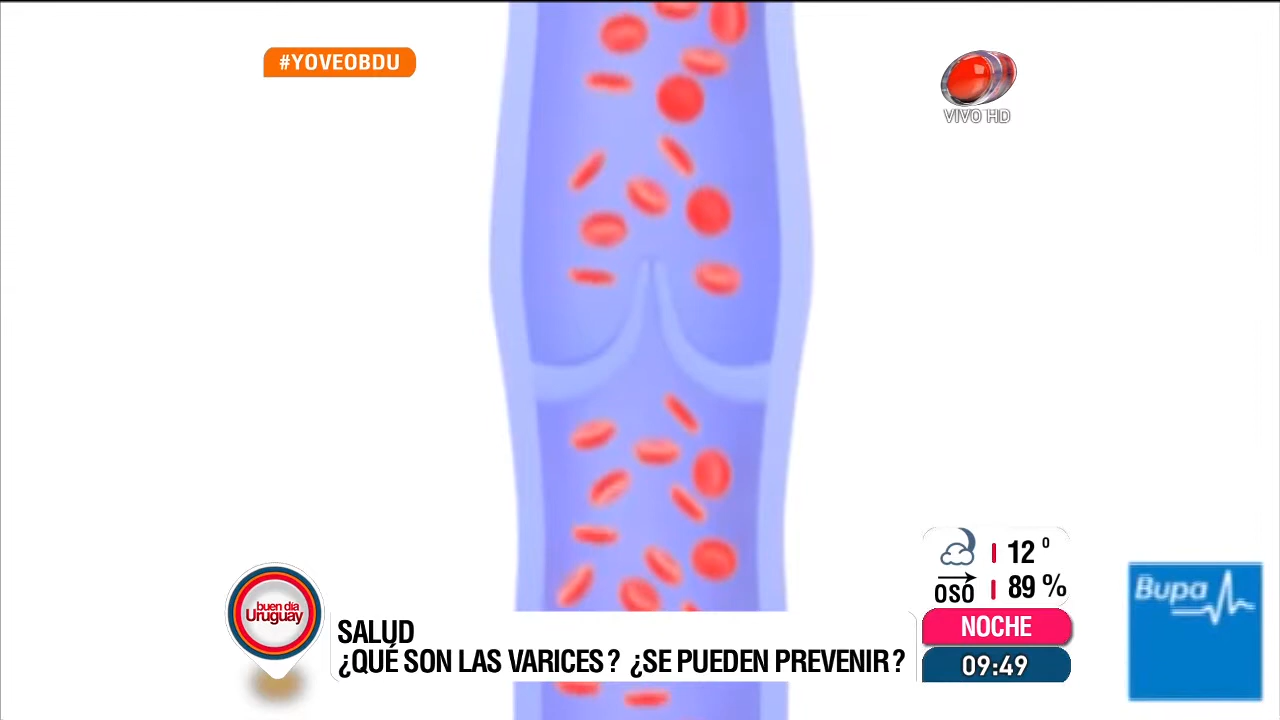 #YOVEOBDU
VIVO HD
12°
OSO 89 %
NOCHE
09:49
Bupa
buen día
Uruguay
SALUD
¿QUÉ SON LAS VARICES? ¿SE PUEDEN PREVENIR?